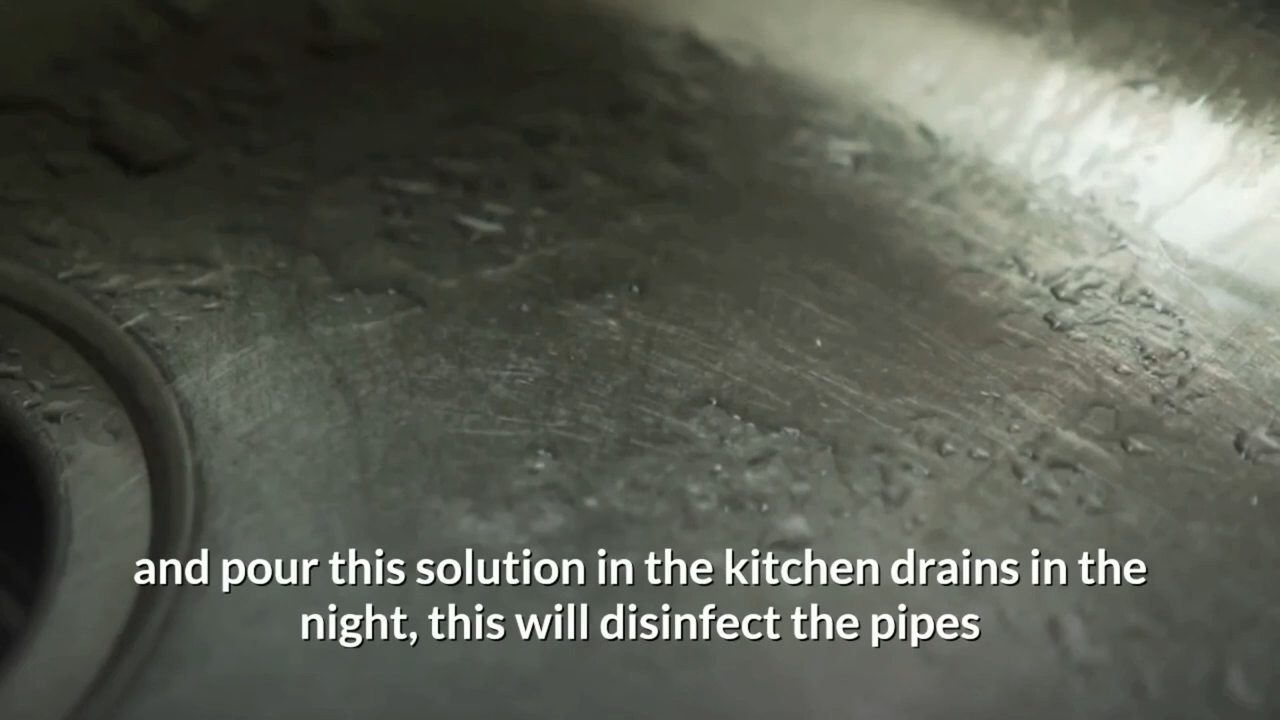 and pour this solution in the kitchen drains in the
night, this will disinfect the pipes